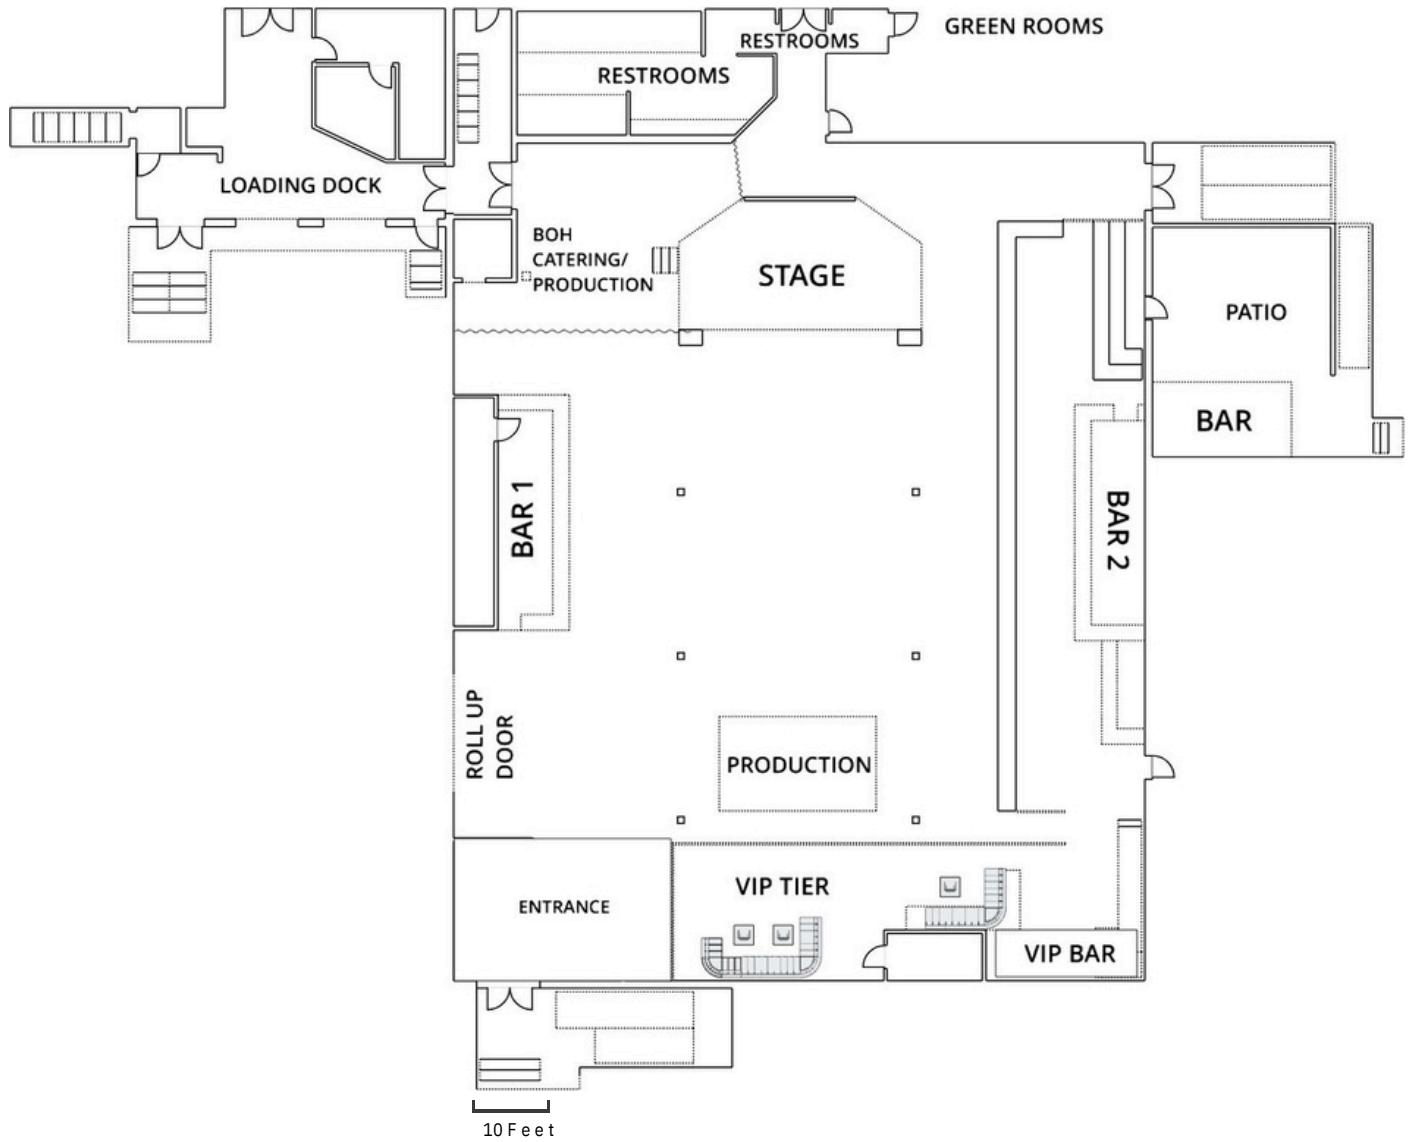 GREEN ROOMS
RESTROOMS
RESTROOMS
LOADING DOCK
BOH
CATERING/
PRODUCTION
STAGE
PATIO
BAR
BAR 1
BAR 2
ROLL UP
DOOR
PRODUCTION
VIP TIER
ENTRANCE
VIP BAR
10 Feet